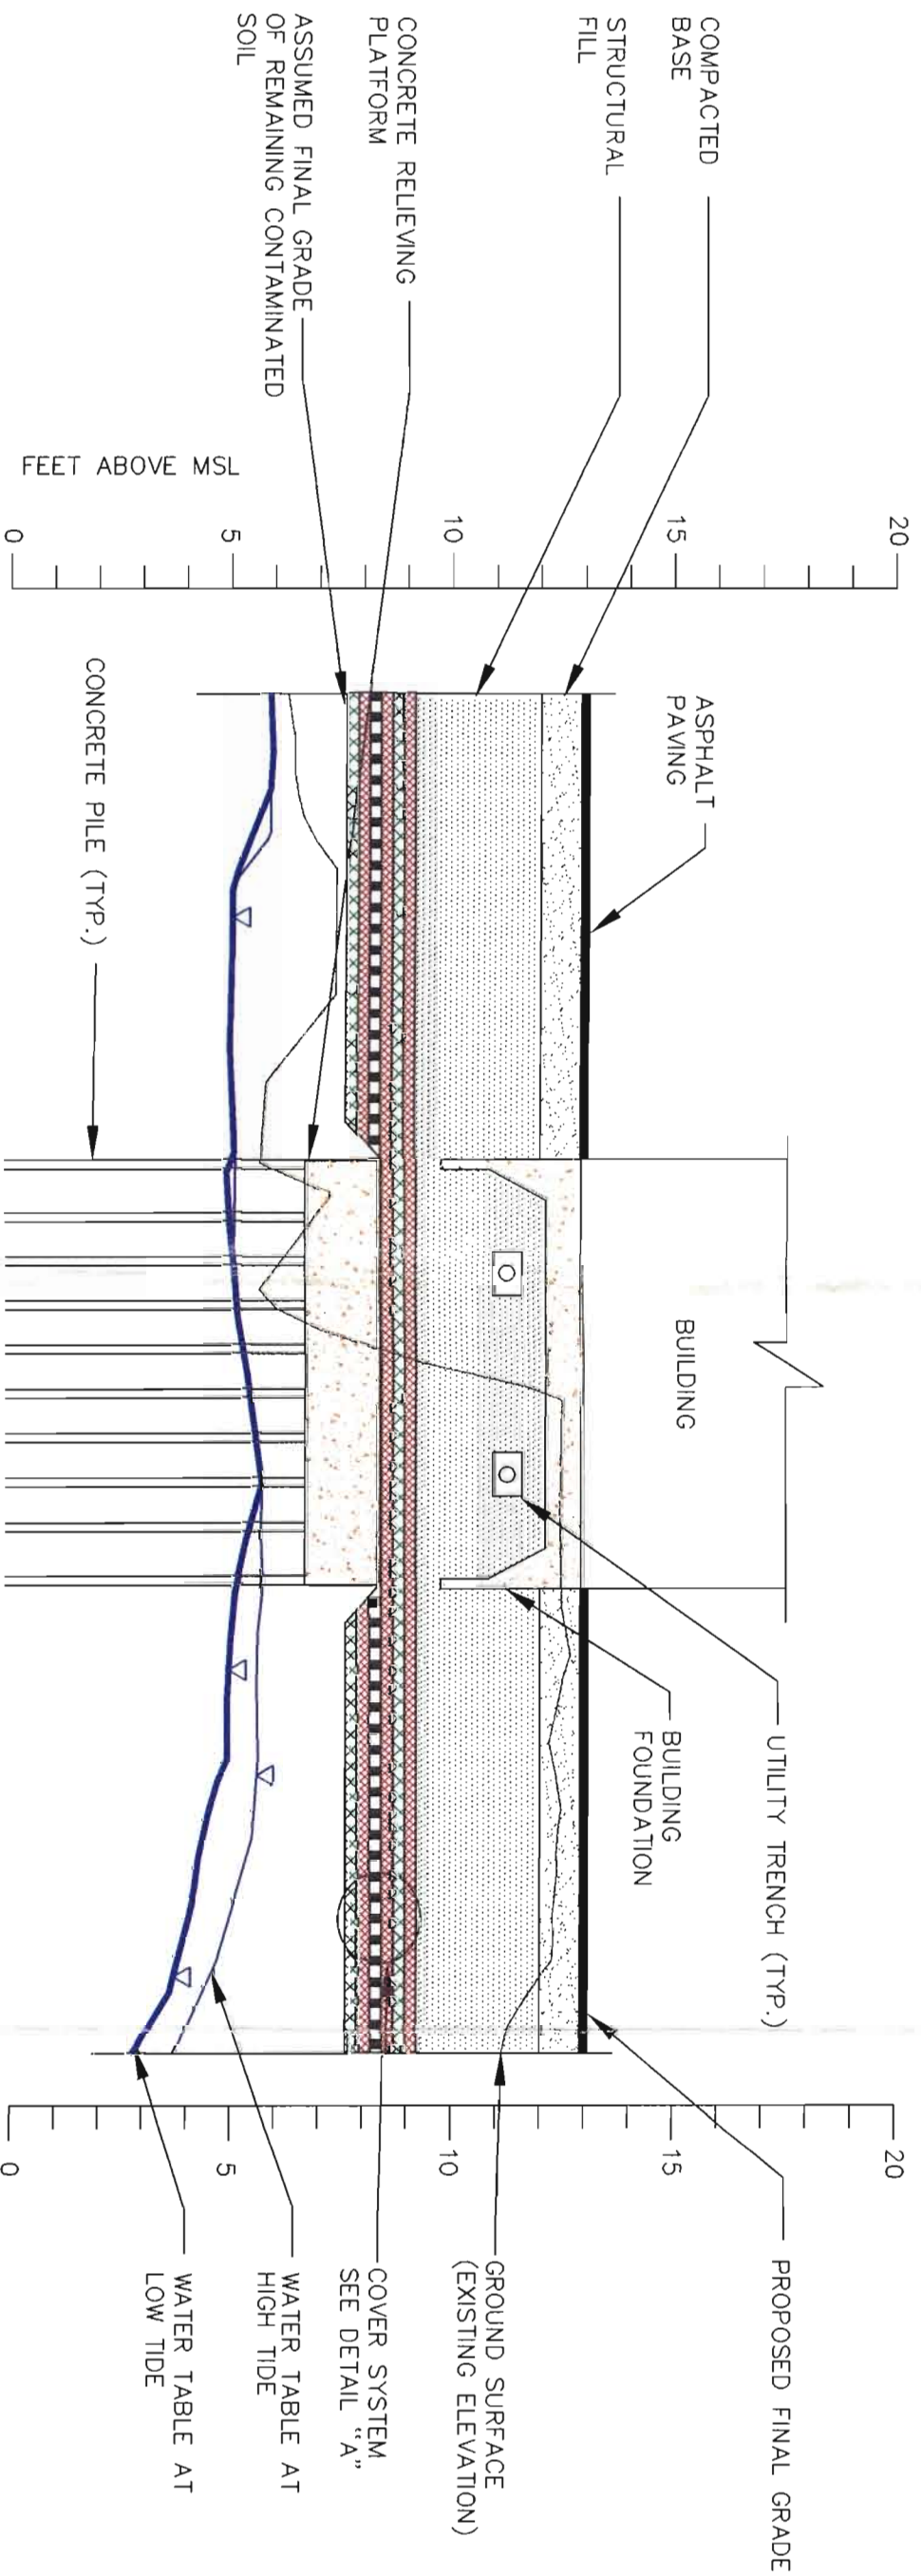 COMPACTED
BASE
STRUCTURAL
FILL
CONCRETE RELIEVING
PLATFORM
ASSUMED FINAL GRADE
OF REMAINING CONTAMINATED
SOIL
FEET ABOVE MSL
20
15
10
5
0
ASPHALT
PAVING
CONCRETE PILE (TYP.)
BUILDING
BUILDING
FOUNDATION
UTILITY TRENCH (TYP.)
20
15
10
5
0
PROPOSED FINAL GRADE
GROUND SURFACE
(EXISTING ELEVATION)
COVER SYSTEM
SEE DETAIL "A"
WATER TABLE AT
HIGH TIDE
WATER TABLE AT
LOW TIDE